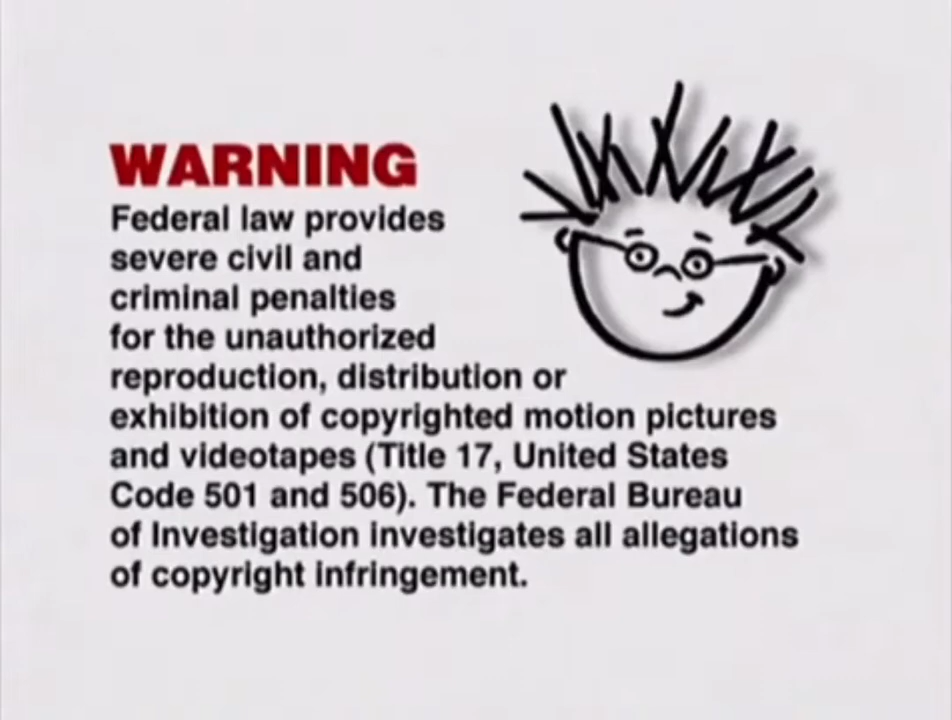 WARNING
Federal law provides
severe civil and
criminal penalties
for the unauthorized
reproduction, distribution or
exhibition of copyrighted motion pictures
and videotapes (Title 17, United States
Code 501 and 506). The Federal Bureau
of Investigation investigates all allegations
of copyright infringement.